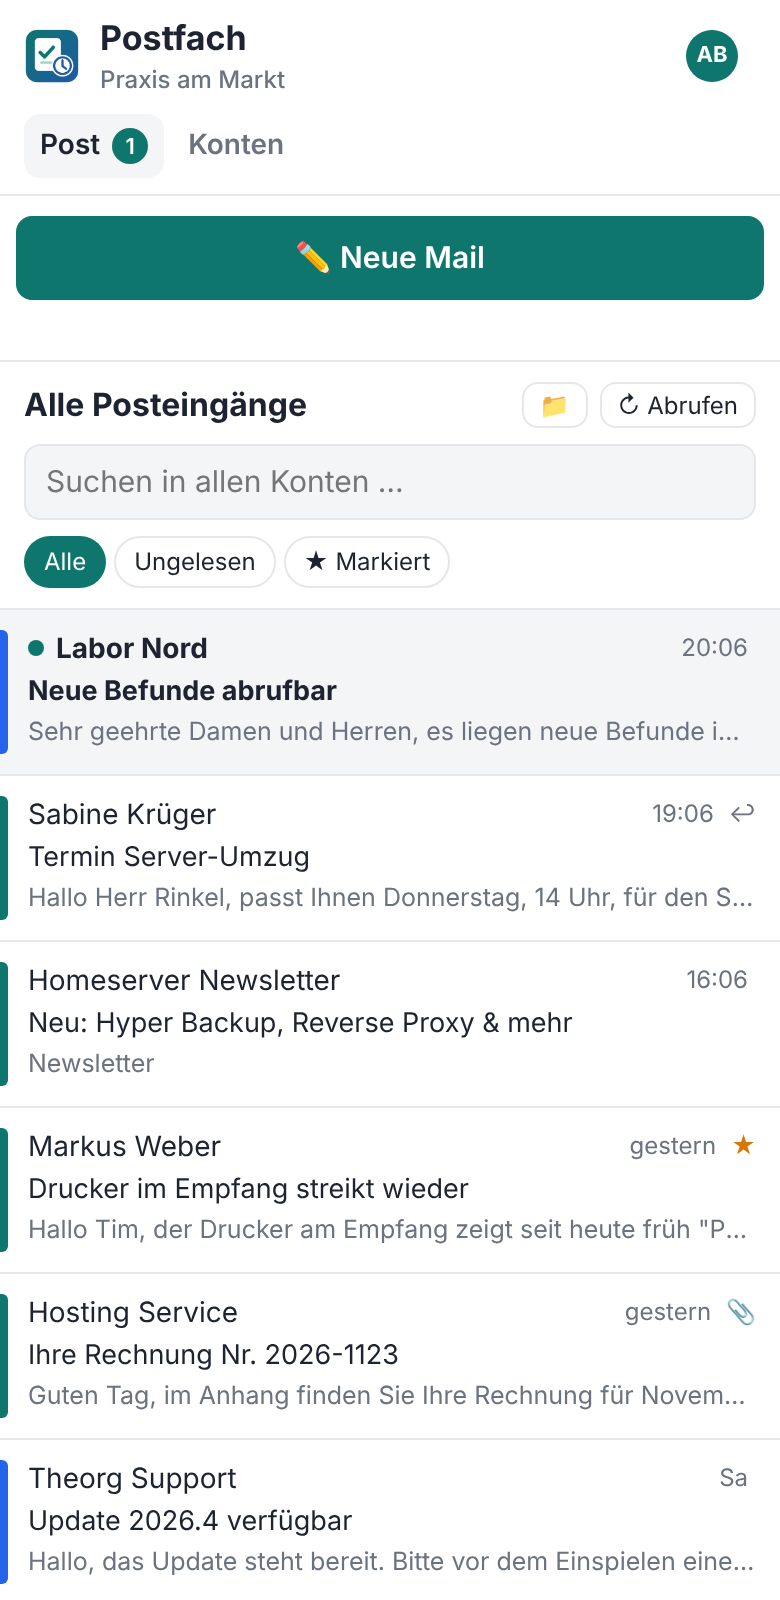 Postfach
Praxis am Markt
AB
Post 1
Konten
✏️ Neue Mail
Alle Posteingänge
📁
↻ Abrufen
Suchen in allen Konten ...
Alle
Ungelesen
★ Markiert
Labor Nord 20:06
Neue Befunde abrufbar
Sehr geehrte Damen und Herren, es liegen neue Befunde i...
Sabine Krüger 19:06 ↩
Termin Server-Umzug
Hallo Herr Rinkel, passt Ihnen Donnerstag, 14 Uhr, für den S...
Homeserver Newsletter 16:06
Neu: Hyper Backup, Reverse Proxy & mehr
Newsletter
Markus Weber gestern ★
Drucker im Empfang streikt wieder
Hallo Tim, der Drucker am Empfang zeigt seit heute früh "P...
Hosting Service gestern 📎
Ihre Rechnung Nr. 2026-1123
Guten Tag, im Anhang finden Sie Ihre Rechnung für Novem...
Theorg Support Sa
Update 2026.4 verfügbar
Hallo, das Update steht bereit. Bitte vor dem Einspielen eine...